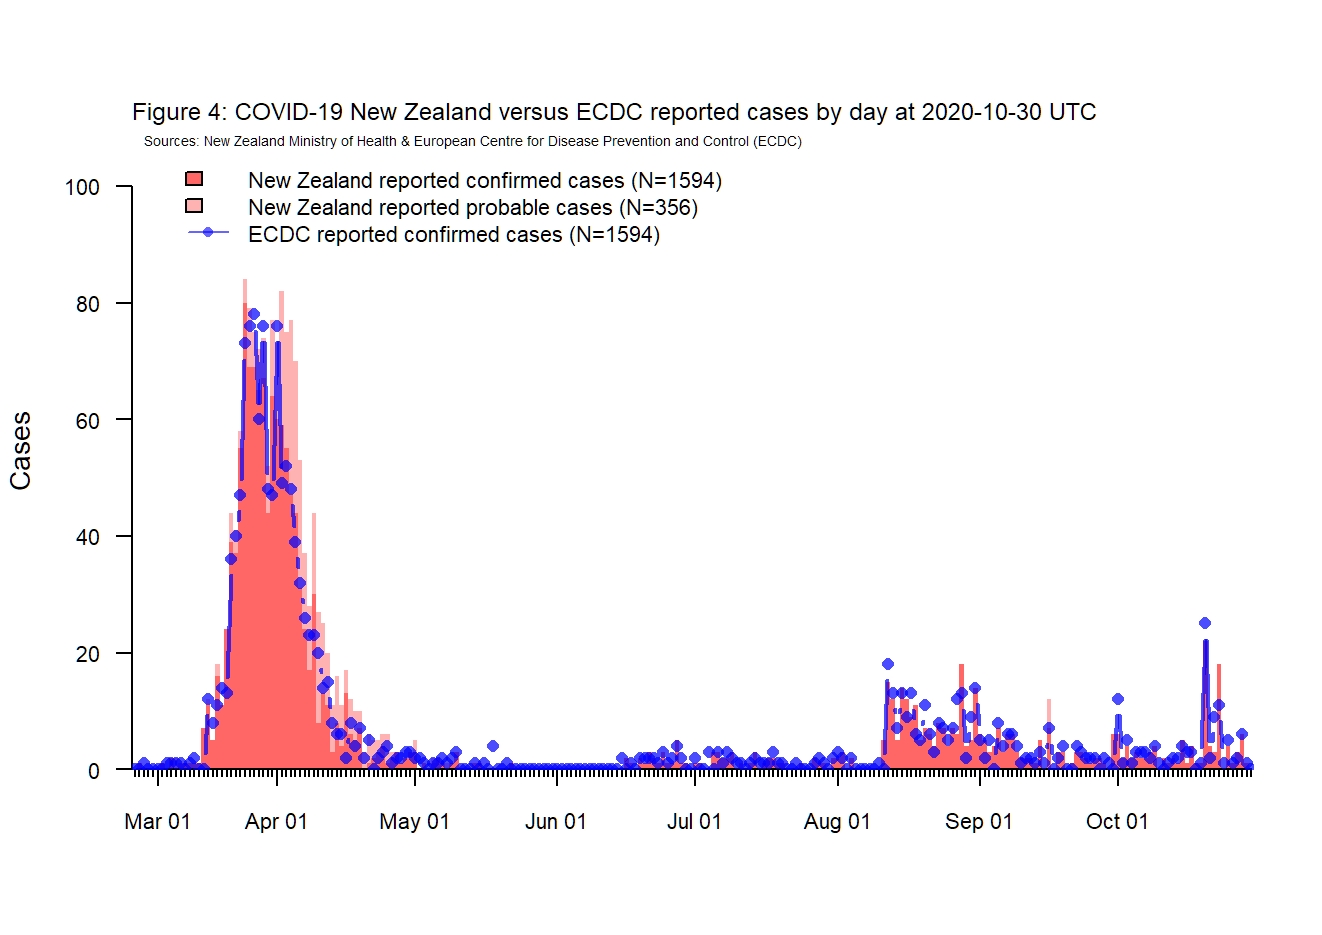 Figure 4: COVID-19 New Zealand versus ECDC reported cases by day at 2020-10-30 UTC
Sources: New Zealand Ministry of Health & European Centre for Disease Prevention and Control (ECDC)
New Zealand reported confirmed cases (N=1594)
New Zealand reported probable cases (N=356)
ECDC reported confirmed cases (N=1594)
100
80
60
40
20
0
Cases
Mar 01 Apr 01 May 01 Jun 01 Jul 01 Aug 01 Sep 01 Oct 01